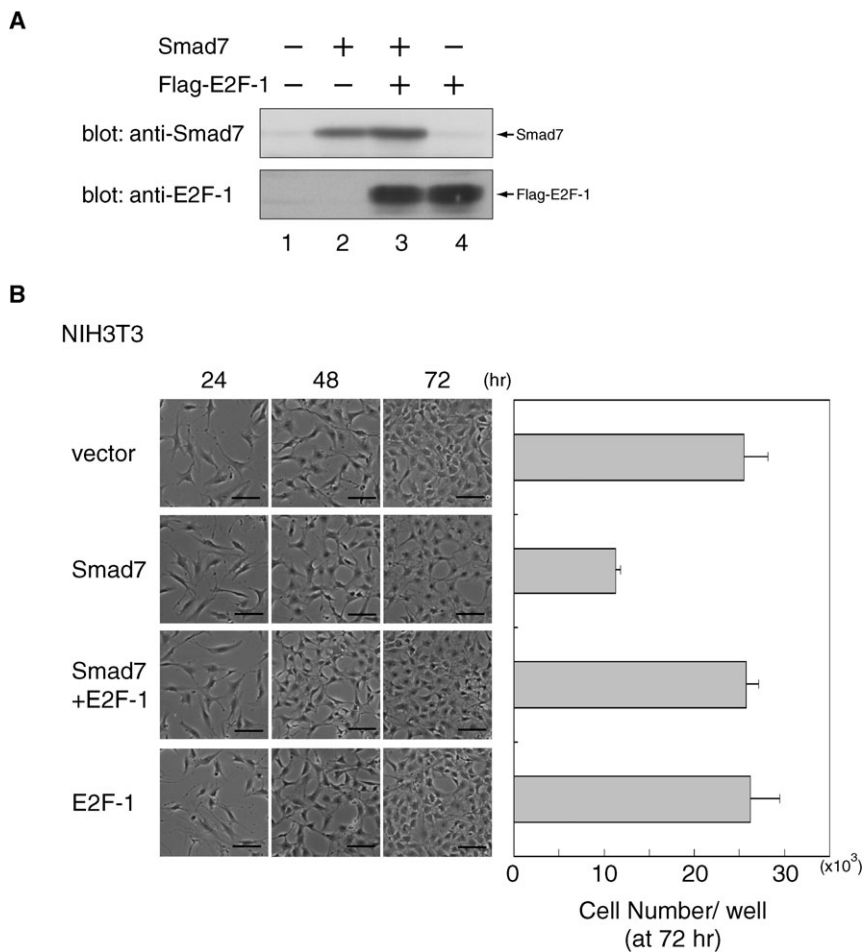 A
Smad7 − + + −
Flag-E2F-1 − − + +
blot: anti-Smad7 Smad7
blot: anti-E2F-1 Flag-E2F-1
1 2 3 4
B
NIH3T3
24 48 72 (hr)
vector
Smad7
Smad7
+E2F-1
E2F-1
0 10 20 30 (x10³)
Cell Number/ well
(at 72 hr)